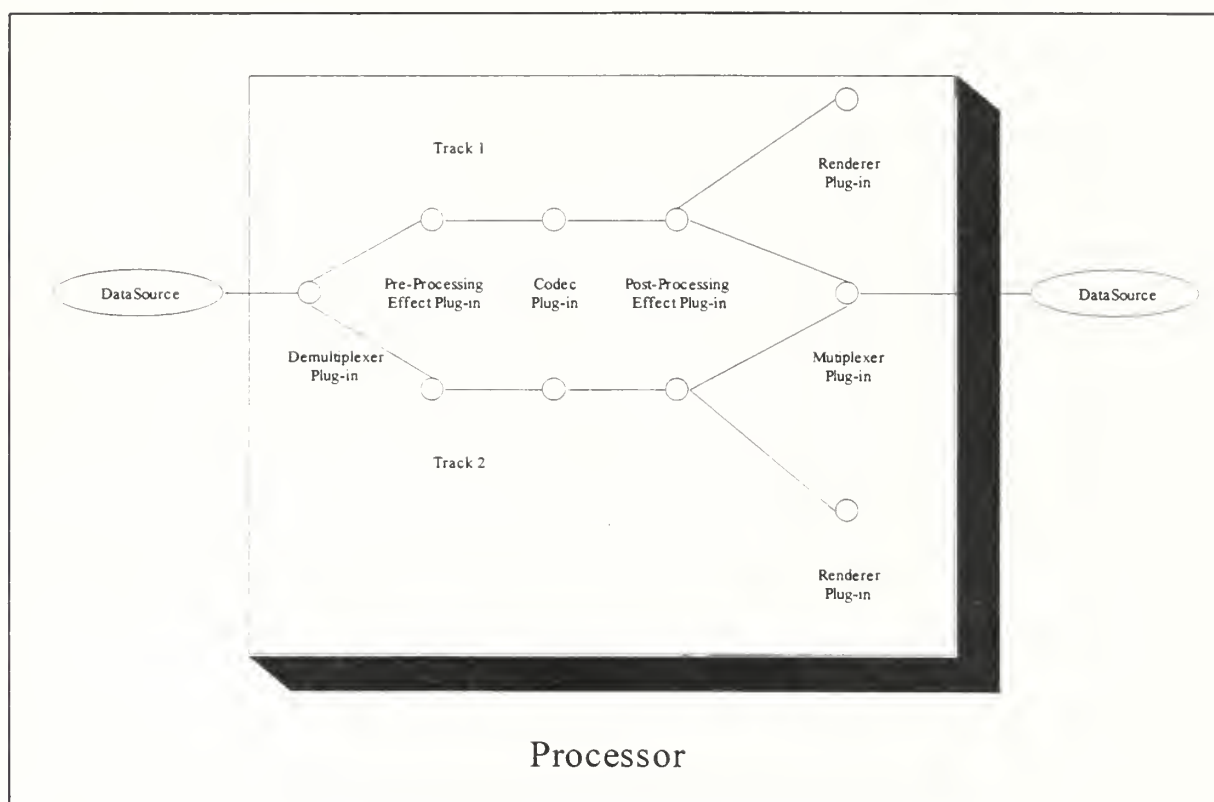 Track 1
Renderer
Plug-in
DataSource
Pre-Processing
Effect Plug-in
Codec
Plug-in
Post-Processing
Effect Plug-in
DataSource
Demultiplexer
Plug-in
Mutiplexer
Plug-in
Track 2
Renderer
Plug-in
Processor